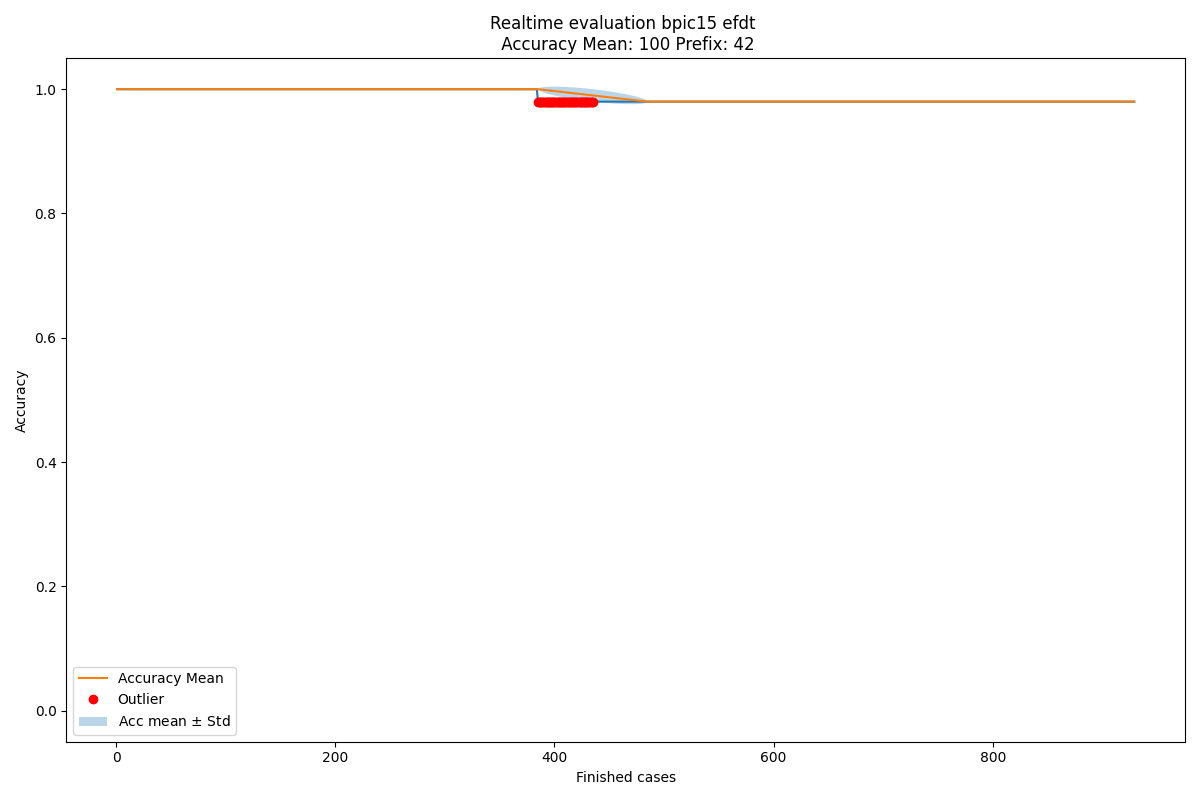 Realtime evaluation bpic15 efdt
Accuracy Mean: 100 Prefix: 42
Accuracy
1.0
0.8
0.6
0.4
0.2
0.0
Accuracy Mean
Outlier
Acc mean ± Std
0 200 400 600 800
Finished cases